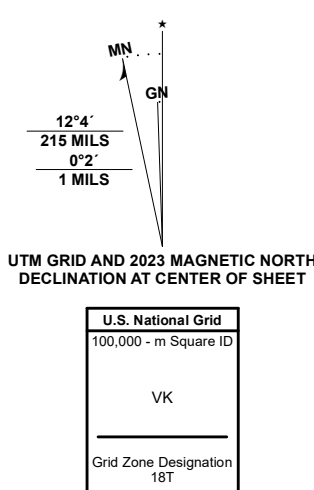 ★
MN
GN
12°4´
215 MILS
0°2´
1 MILS
UTM GRID AND 2023 MAGNETIC NORTH
DECLINATION AT CENTER OF SHEET
U.S. National Grid
100,000 - m Square ID
VK
Grid Zone Designation
18T